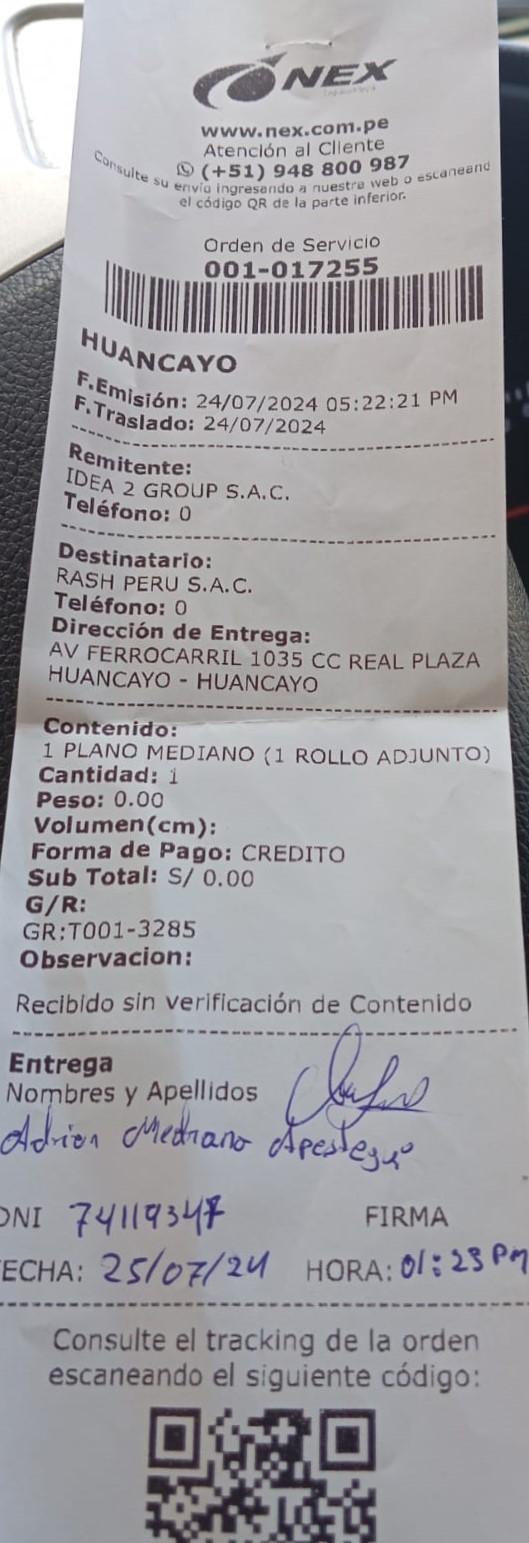 NEX
www.nex.com.pe
Atención al Cliente
(+51) 948 800 987
Consulte su envío ingresando a nuestra web o escaneand
el código QR de la parte inferior.
Orden de Servicio
001-017255
HUANCAYO
F.Emisión: 24/07/2024 05:22:21 PM
F.Traslado: 24/07/2024
Remitente:
IDEA 2 GROUP S.A.C.
Teléfono: 0
Destinatario:
RASH PERU S.A.C.
Teléfono: 0
Dirección de Entrega:
AV FERROCARRIL 1035 CC REAL PLAZA
HUANCAYO - HUANCAYO
Contenido:
1 PLANO MEDIANO (1 ROLLO ADJUNTO)
Cantidad: 1
Peso: 0.00
Volumen(cm):
Forma de Pago: CREDITO
Sub Total: S/ 0.00
G/R:
GR:T001-3285
Observacion:
Recibido sin verificación de Contenido
Entrega
Nombres y Apellidos
Adrian Medrano Apestegui
DNI 74119347 FIRMA
ECHA: 25/07/24 HORA: 01:23 PM
Consulte el tracking de la orden
escaneando el siguiente código: